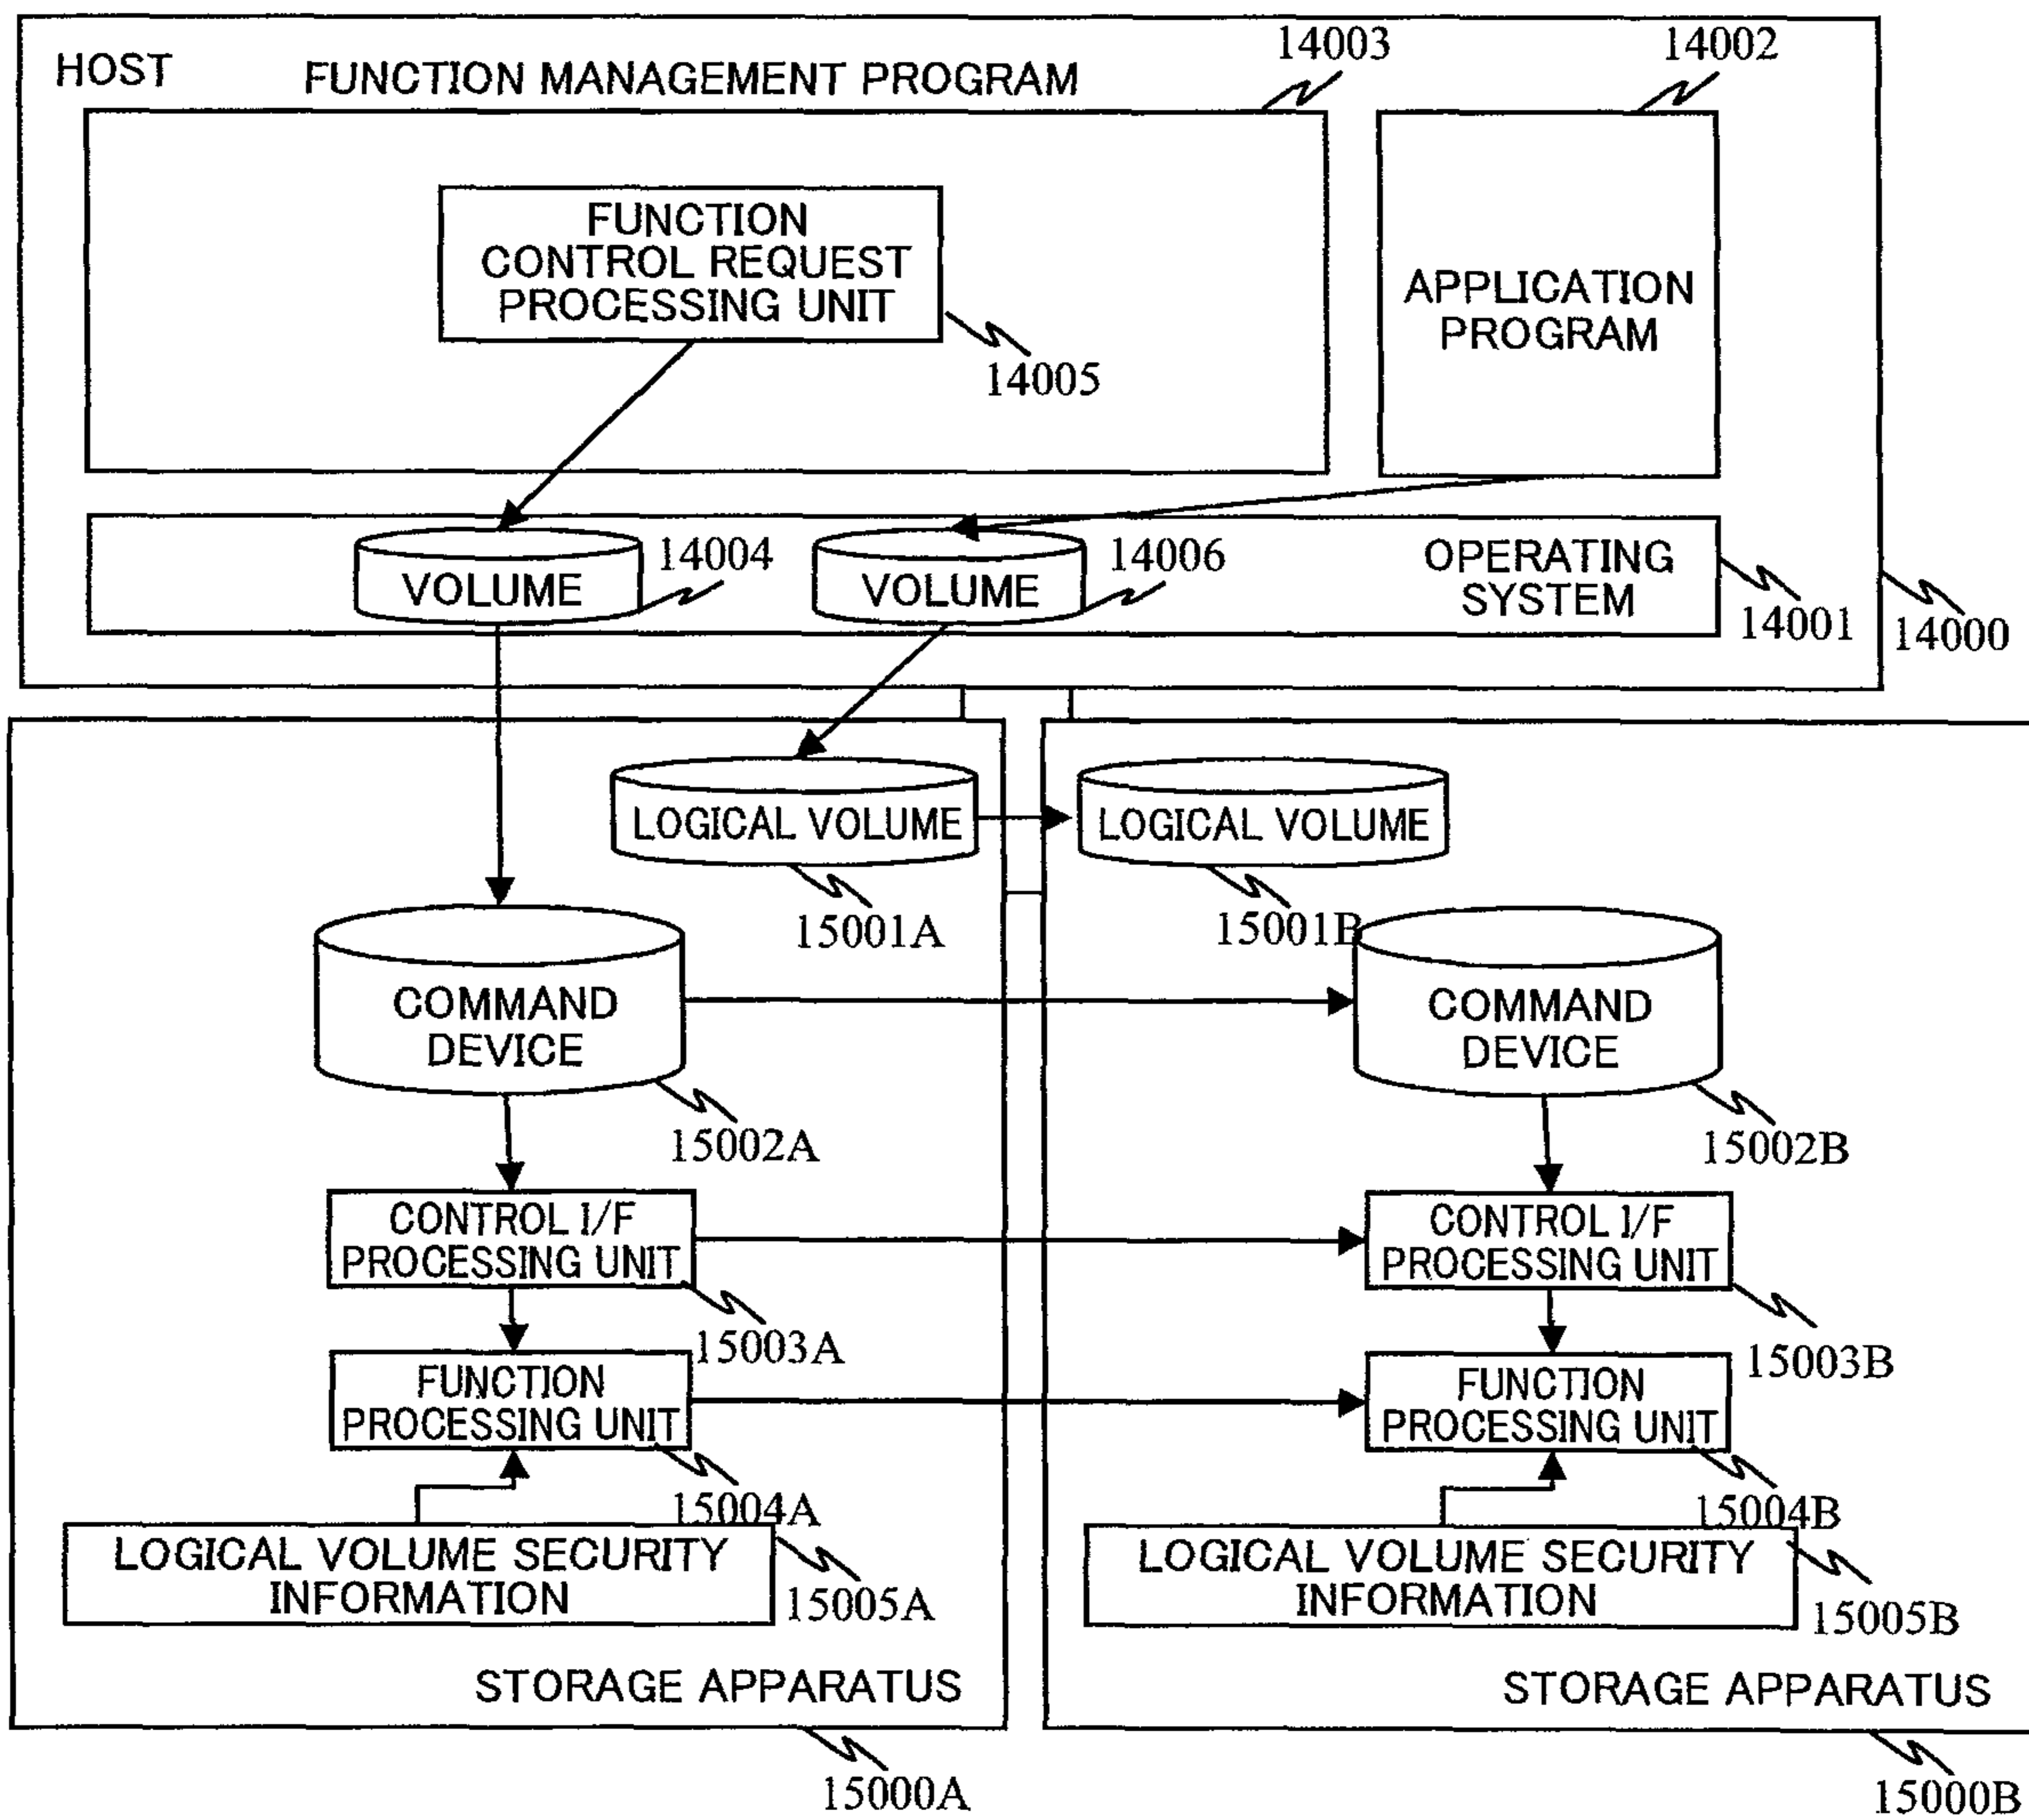 14003
14002
HOST
FUNCTION MANAGEMENT PROGRAM
FUNCTION
CONTROL REQUEST
PROCESSING UNIT
14005
APPLICATION
PROGRAM
14004
VOLUME
14006
VOLUME
OPERATING
SYSTEM
14001
14000
LOGICAL VOLUME
LOGICAL VOLUME
15001A
15001B
COMMAND
DEVICE
COMMAND
DEVICE
15002A
15002B
CONTROL I/F
PROCESSING UNIT
CONTROL I/F
PROCESSING UNIT
15003A
15003B
FUNCTION
PROCESSING UNIT
FUNCTION
PROCESSING UNIT
15004A
15004B
LOGICAL VOLUME SECURITY
INFORMATION
LOGICAL VOLUME SECURITY
INFORMATION
15005A
15005B
STORAGE APPARATUS
STORAGE APPARATUS
15000A
15000B